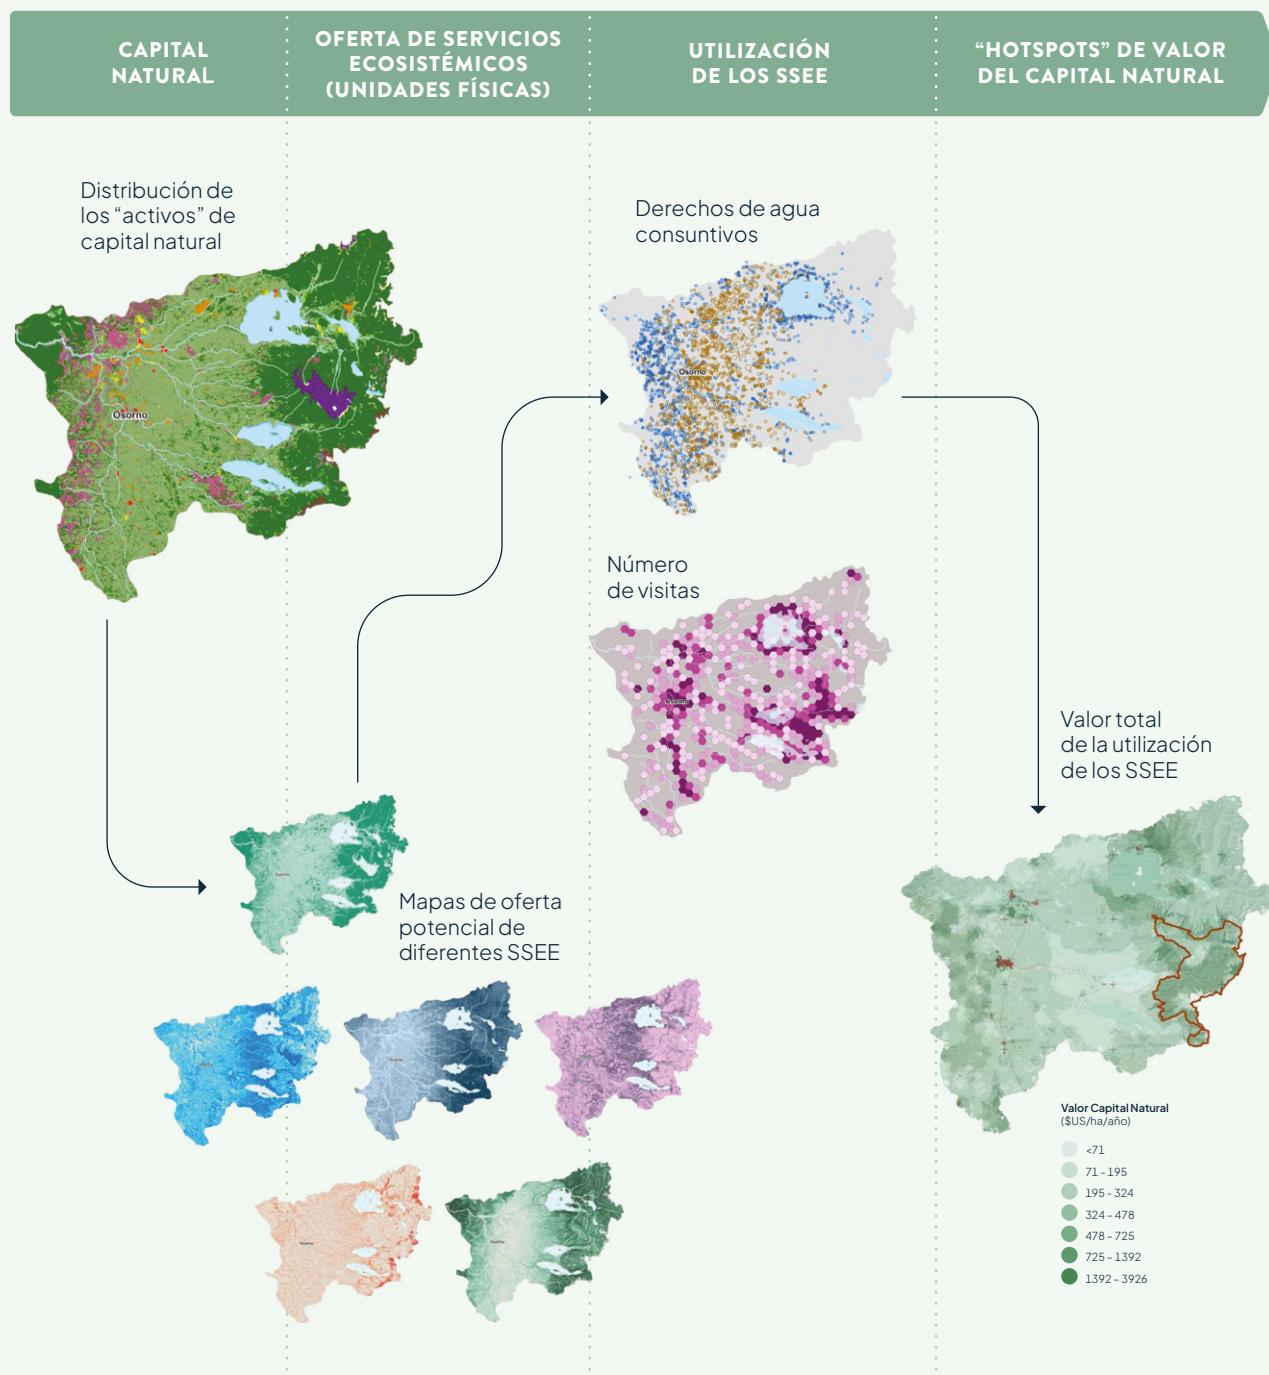 CAPITAL
NATURAL
OFERTA DE SERVICIOS
ECOSISTÉMICOS
(UNIDADES FÍSICAS)
UTILIZACIÓN
DE LOS SSEE
“HOTSPOTS” DE VALOR
DEL CAPITAL NATURAL
Distribución de
los “activos” de
capital natural
Osorno
Derechos de agua
consuntivos
Osorno
Número
de visitas
Osorno
Valor total
de la utilización
de los SSEE
Mapas de oferta
potencial de
diferentes SSEE
Valor Capital Natural
($US/ha/año)
<71
71 - 195
195 - 324
324 - 478
478 - 725
725 - 1392
1392 - 3926